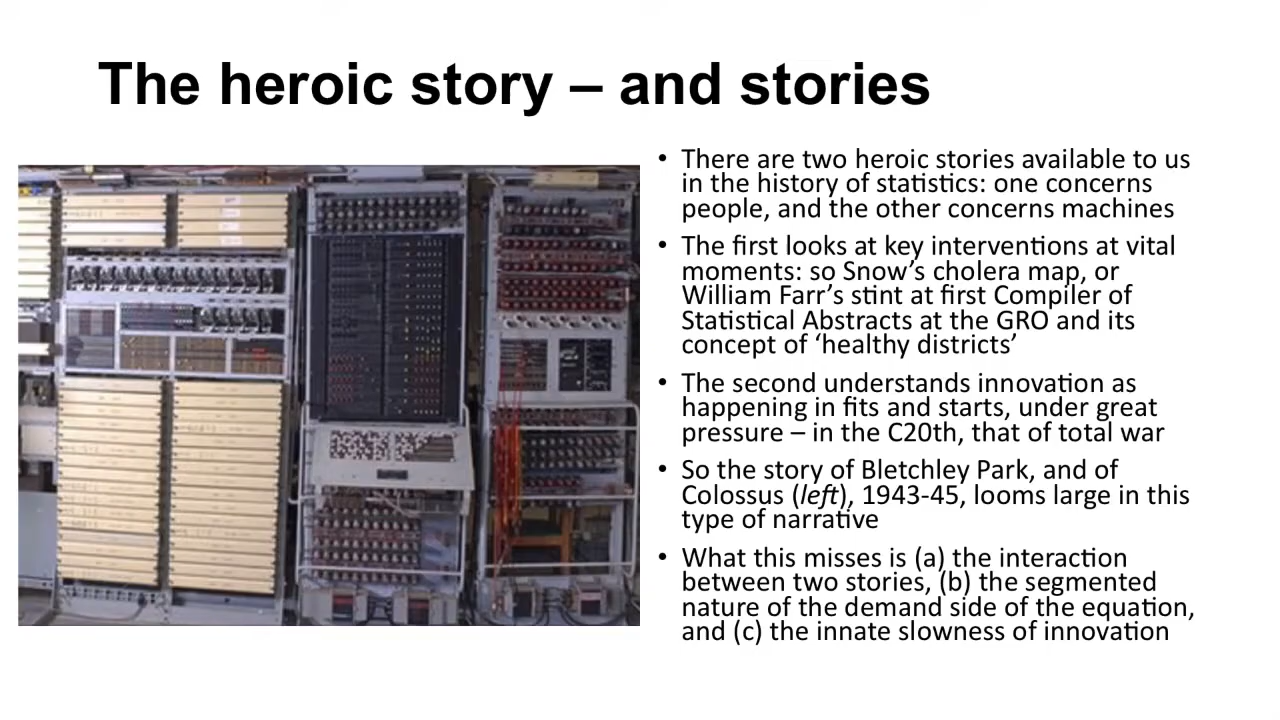 The heroic story – and stories
• There are two heroic stories available to us
in the history of statistics: one concerns
people, and the other concerns machines
• The first looks at key interventions at vital
moments: so Snow’s cholera map, or
William Farr’s stint at first Compiler of
Statistical Abstracts at the GRO and its
concept of ‘healthy districts’
• The second understands innovation as
happening in fits and starts, under great
pressure – in the C20th, that of total war
• So the story of Bletchley Park, and of
Colossus (left), 1943-45, looms large in this
type of narrative
• What this misses is (a) the interaction
between two stories, (b) the segmented
nature of the demand side of the equation,
and (c) the innate slowness of innovation